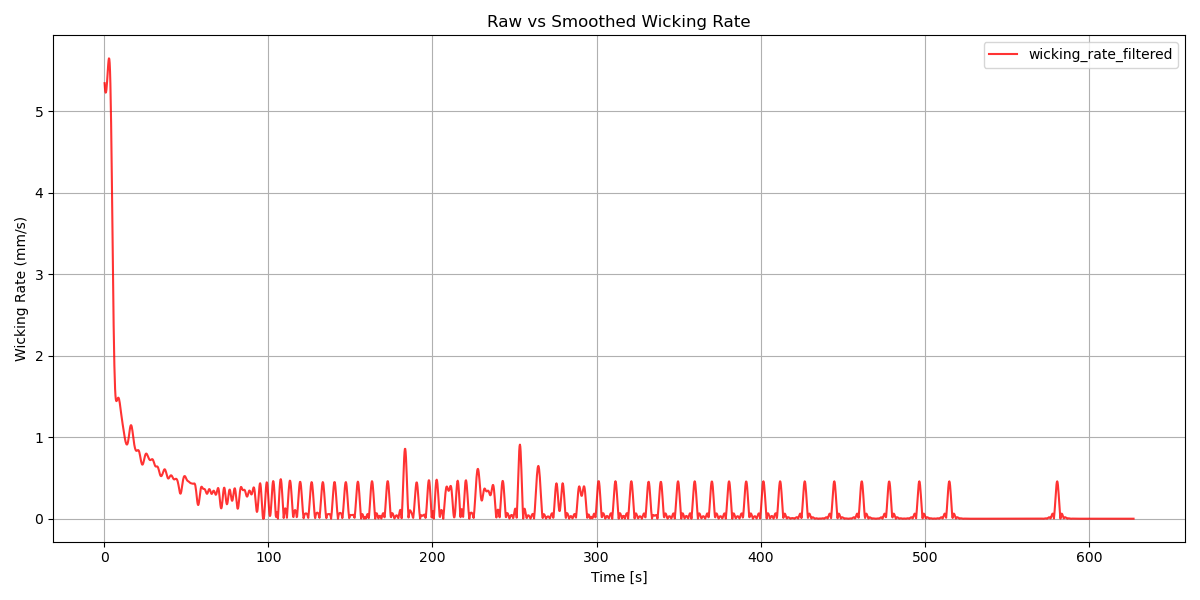 Raw vs Smoothed Wicking Rate
wicking_rate_filtered
Wicking Rate (mm/s)
5
4
3
2
1
0
0 100 200 300 400 500 600
Time [s]